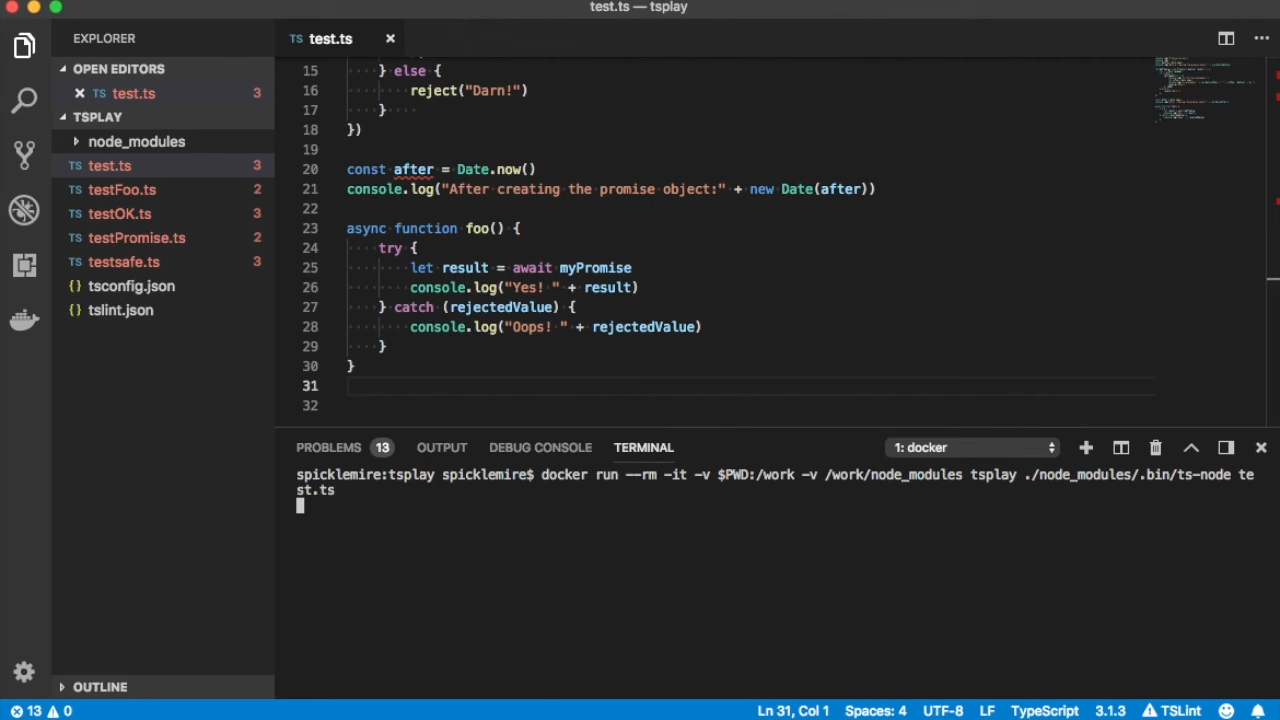 test.ts — tsplay
EXPLORER
OPEN EDITORS
TS test.ts 3
TSPLAY
node_modules
TS test.ts 3
TS testFoo.ts 2
TS testOK.ts 3
TS testPromise.ts 2
TS testsafe.ts 3
{} tsconfig.json
{} tslint.json
OUTLINE
TS test.ts
15 } else {
16 reject("Darn!")
17 }
18 })
19
20 const after = Date.now()
21 console.log("After creating the promise object:" + new Date(after))
22
23 async function foo() {
24 try {
25 let result = await myPromise
26 console.log("Yes! " + result)
27 } catch (rejectedValue) {
28 console.log("Oops! " + rejectedValue)
29 }
30 }
31
32
PROBLEMS 13 OUTPUT DEBUG CONSOLE TERMINAL 1: docker
spicklemire:tsplay spicklemire$ docker run --rm -it -v $PWD:/work -v /work/node_modules tsplay ./node_modules/.bin/ts-node te
st.ts
13 0 Ln 31, Col 1 Spaces: 4 UTF-8 LF TypeScript 3.1.3 TSLint